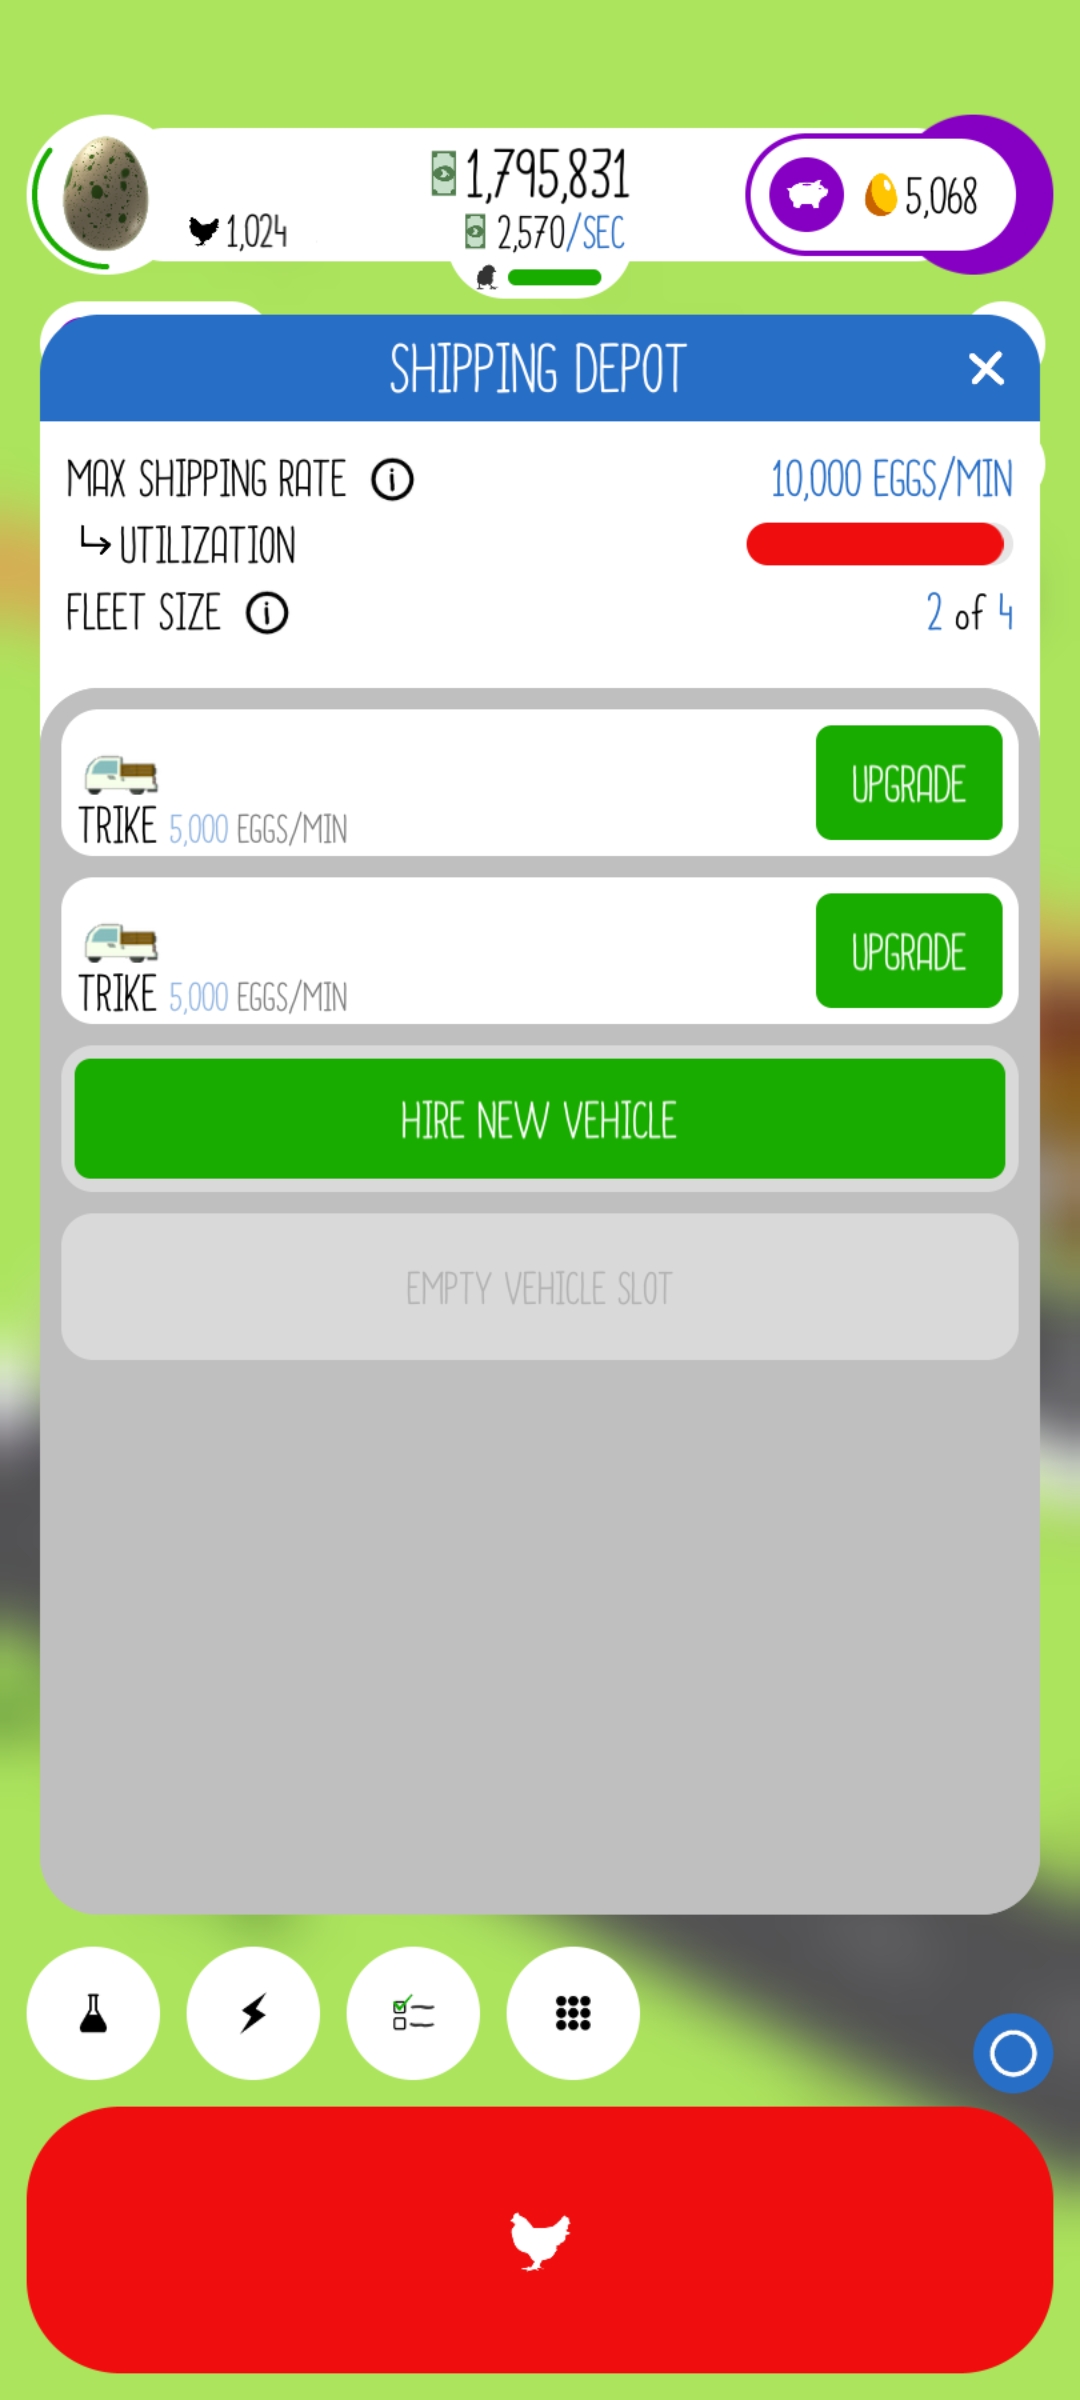 1,795,831
1,024
2,570/SEC
5,068
SHIPPING DEPOT
MAX SHIPPING RATE
10,000 EGGS/MIN
UTILIZATION
FLEET SIZE
2 of 4
TRIKE 5,000 EGGS/MIN
UPGRADE
TRIKE 5,000 EGGS/MIN
UPGRADE
HIRE NEW VEHICLE
EMPTY VEHICLE SLOT